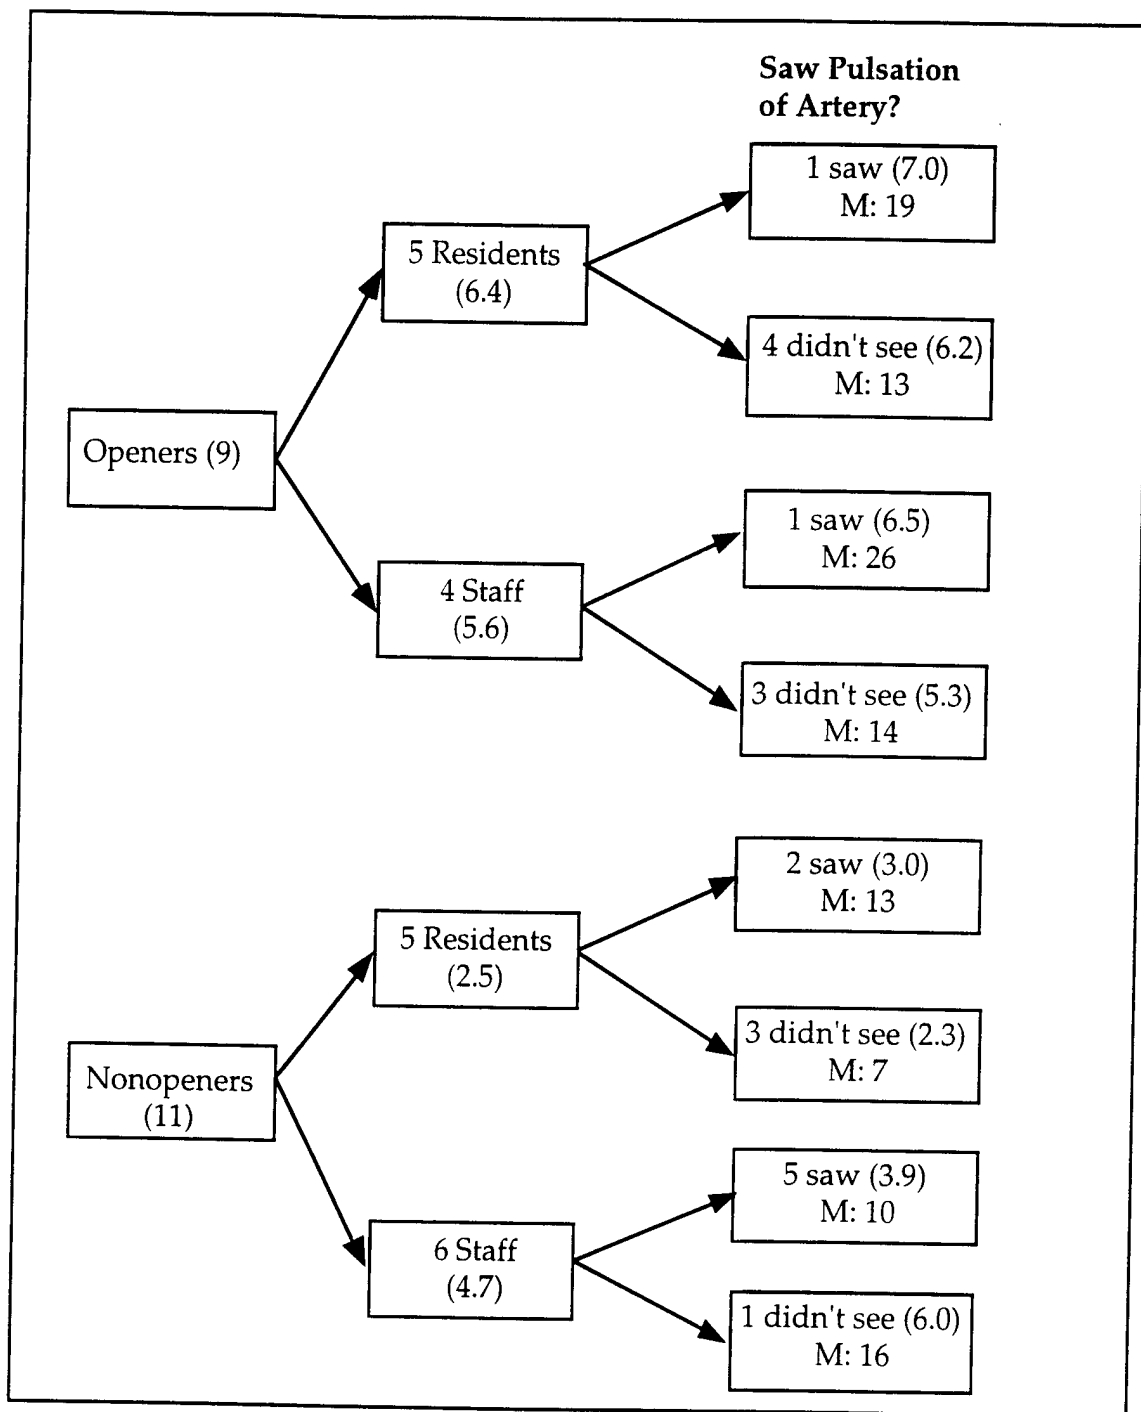 Saw Pulsation
of Artery?
1 saw (7.0)
M: 19
5 Residents
(6.4)
4 didn't see (6.2)
M: 13
Openers (9)
1 saw (6.5)
M: 26
4 Staff
(5.6)
3 didn't see (5.3)
M: 14
2 saw (3.0)
M: 13
5 Residents
(2.5)
3 didn't see (2.3)
M: 7
Nonopeners
(11)
5 saw (3.9)
M: 10
6 Staff
(4.7)
1 didn't see (6.0)
M: 16